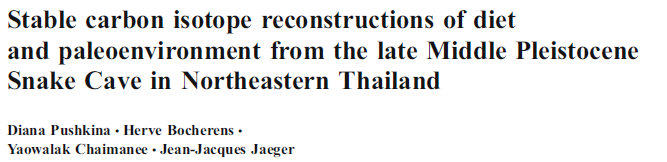 Stable carbon isotope reconstructions of diet
and paleoenvironment from the late Middle Pleistocene
Snake Cave in Northeastern Thailand
Diana Pushkina · Herve Bocherens ·
Yaowalak Chaimanee · Jean-Jacques Jaeger